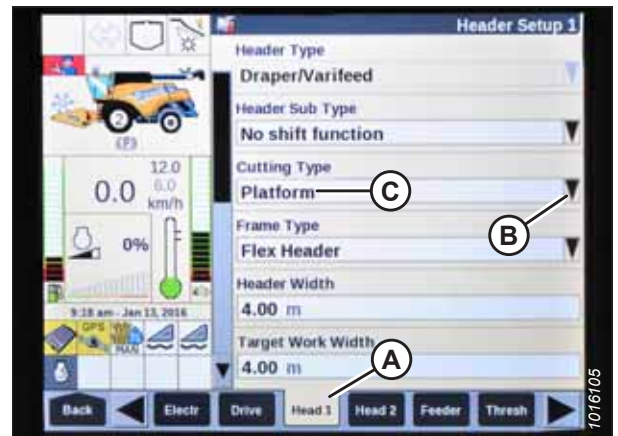 Header Setup 1
Header Type
Draper/Varifeed
Header Sub Type
No shift function
Cutting Type
Platform
C
B
Frame Type
Flex Header
Header Width
4.00 m
Target Work Width
4.00 m
A
2
(P)
12.0
0.0
6.0
km/h
0%
9:18 am - Jan 13, 2016
GPS
MAN
Back
Electr
Drive
Head 1
Head 2
Feeder
Thresh
1016105